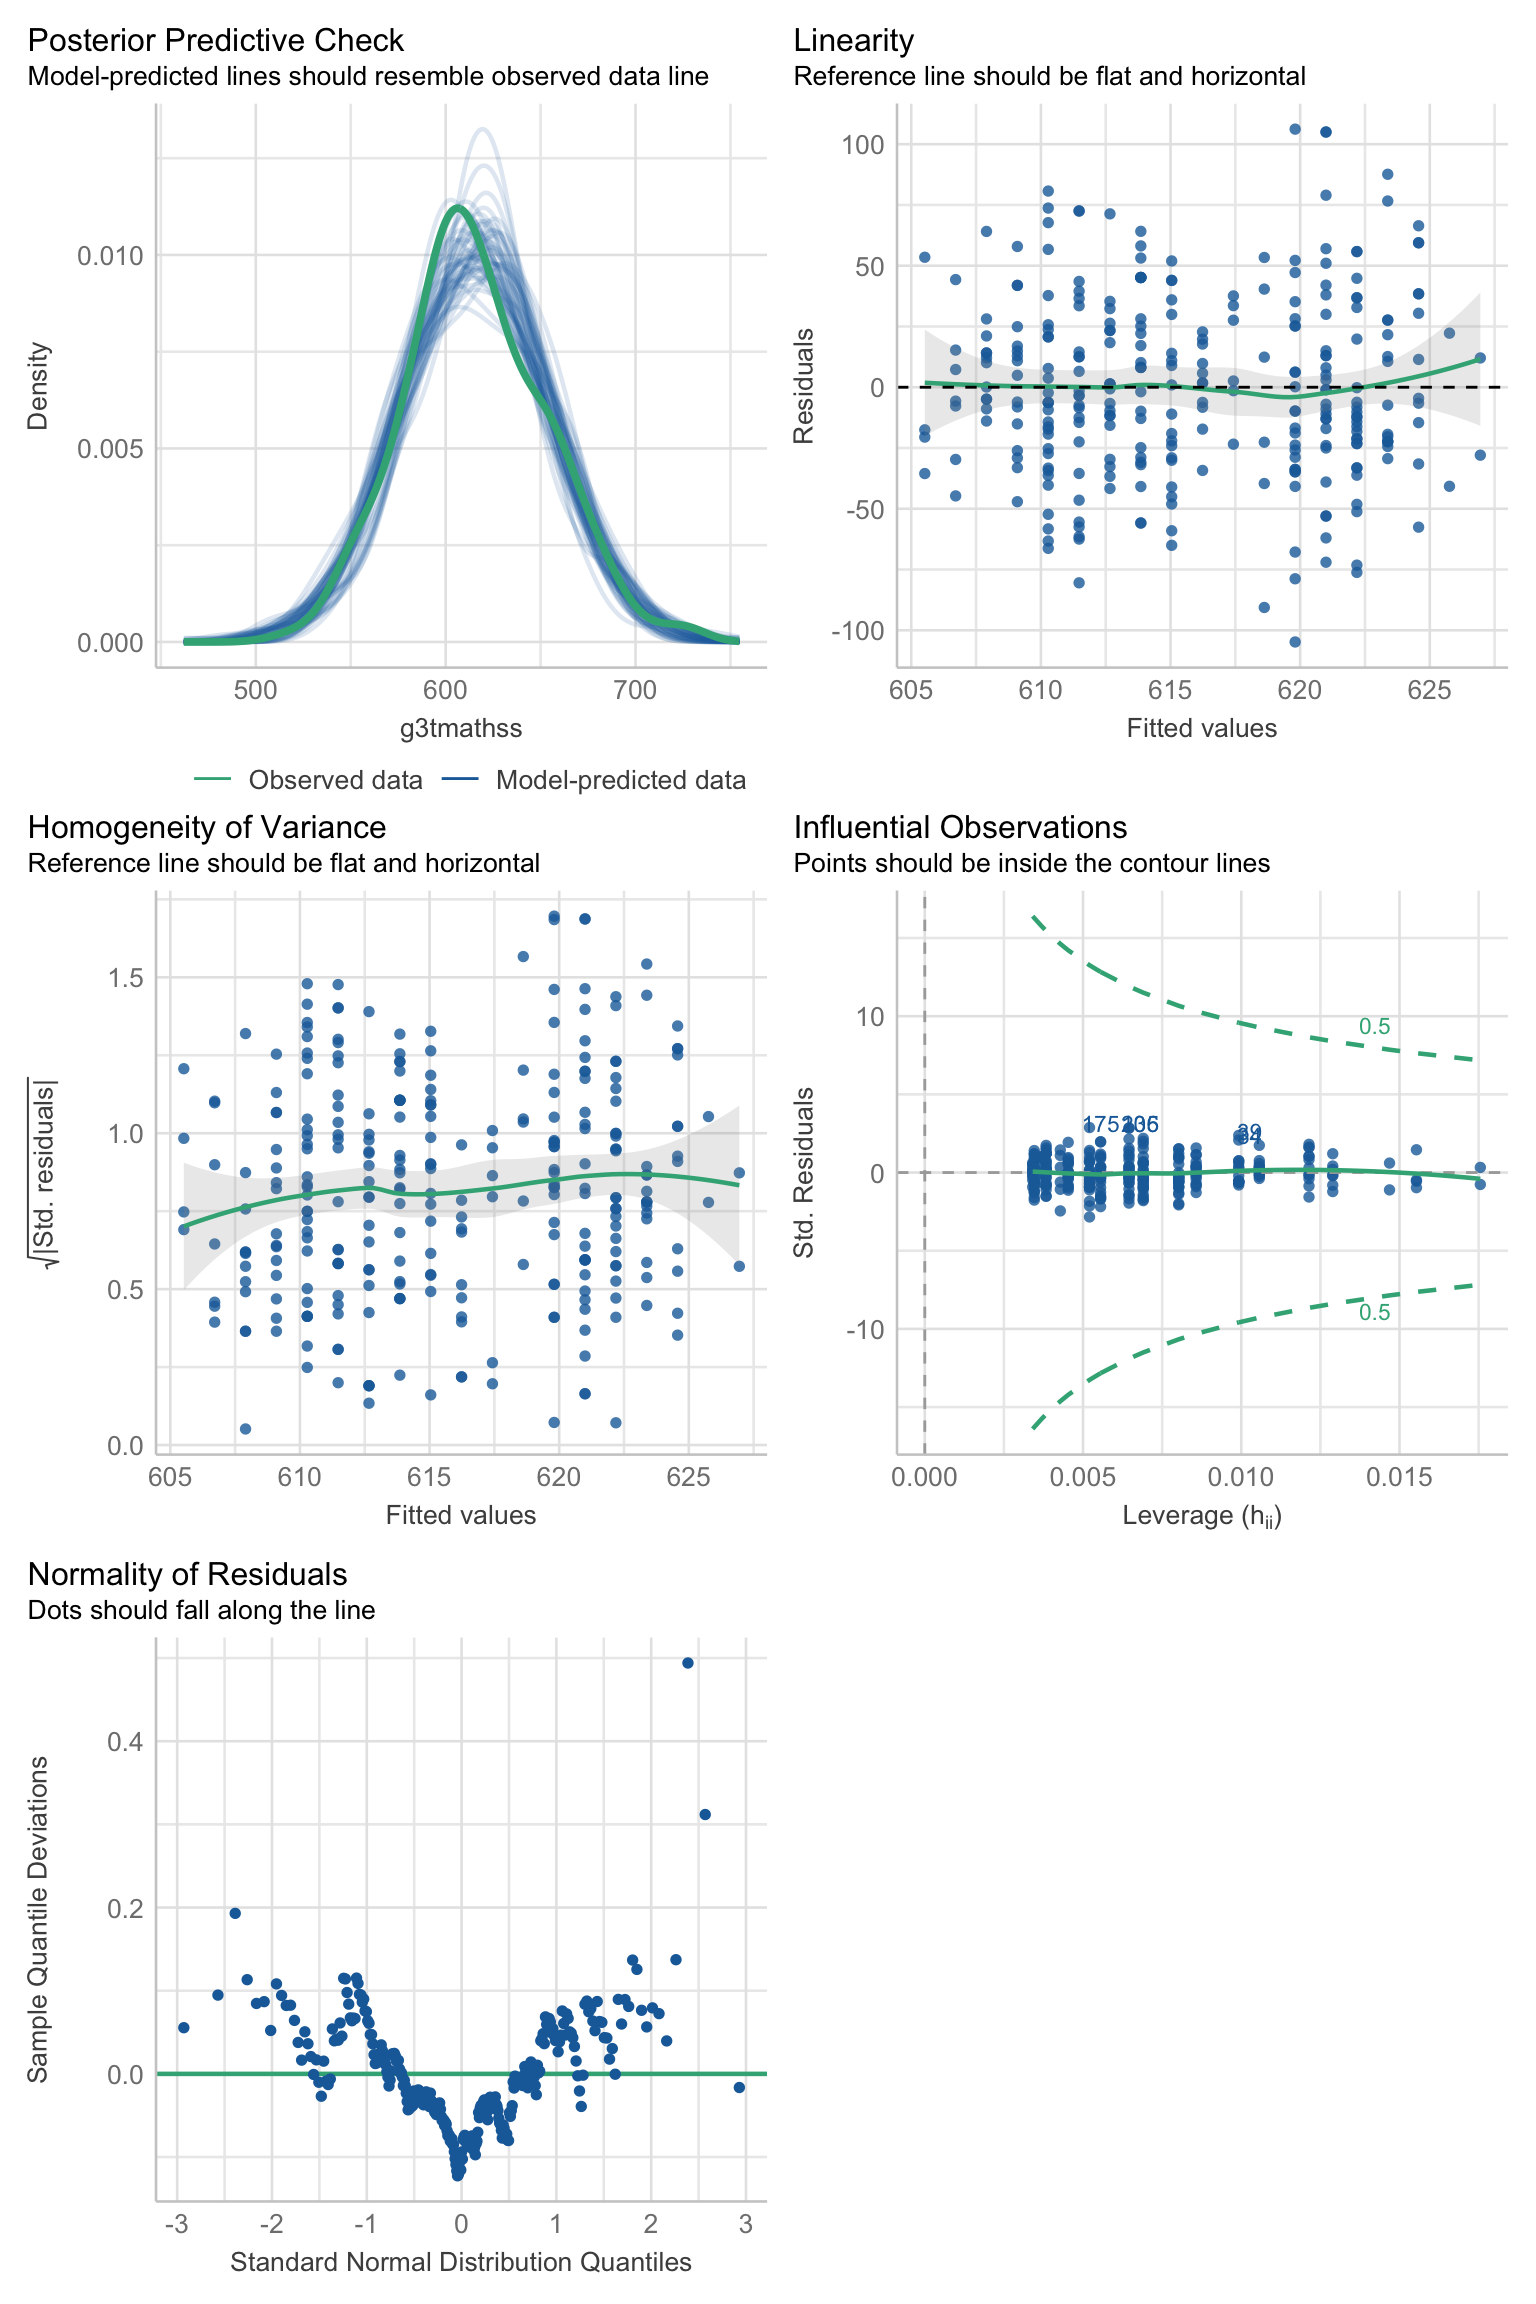 Posterior Predictive Check
Model-predicted lines should resemble observed data line
Density
0.010
0.005
0.000
500 600 700
g3tmathss
Observed data Model-predicted data
Linearity
Reference line should be flat and horizontal
Residuals
100
50
0
-50
-100
605 610 615 620 625
Fitted values
Homogeneity of Variance
Reference line should be flat and horizontal
√|Std. residuals|
1.5
1.0
0.5
0.0
605 610 615 620 625
Fitted values
Influential Observations
Points should be inside the contour lines
Std. Residuals
10
0
-10
0.5
175
0.5
0.000 0.005 0.010 0.015
Leverage (hii)
Normality of Residuals
Dots should fall along the line
Sample Quantile Deviations
0.4
0.2
0.0
-3 -2 -1 0 1 2 3
Standard Normal Distribution Quantiles